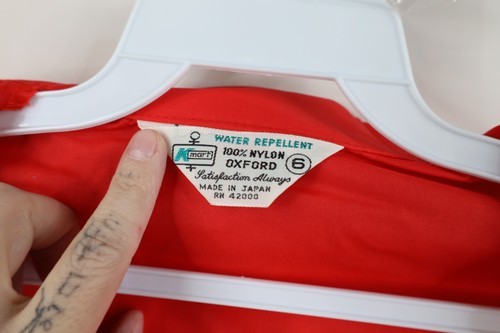 WATER REPELLENT
Kmart
100% NYLON
OXFORD
6
Satisfaction Always
MADE IN JAPAN
RN 42000